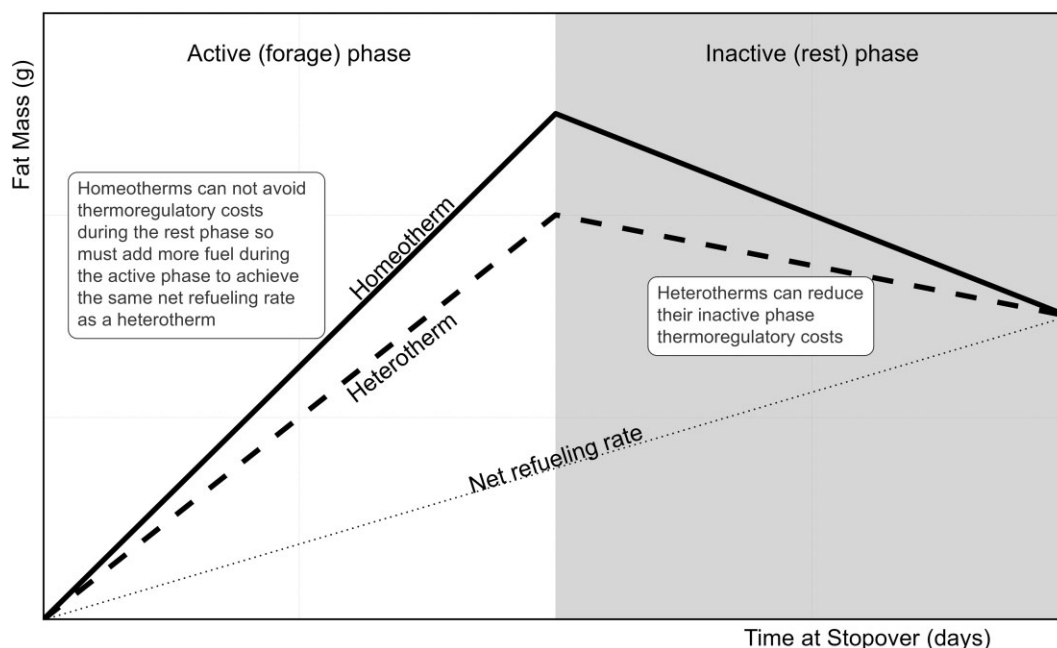 Active (forage) phase
Inactive (rest) phase
Fat Mass (g)
Homeotherms can not avoid
thermoregulatory costs
during the rest phase so
must add more fuel during
the active phase to achieve
the same net refueling rate
as a heterotherm
Homeotherm
Heterotherm
Heterotherms can reduce
their inactive phase
thermoregulatory costs
Net refueling rate
Time at Stopover (days)